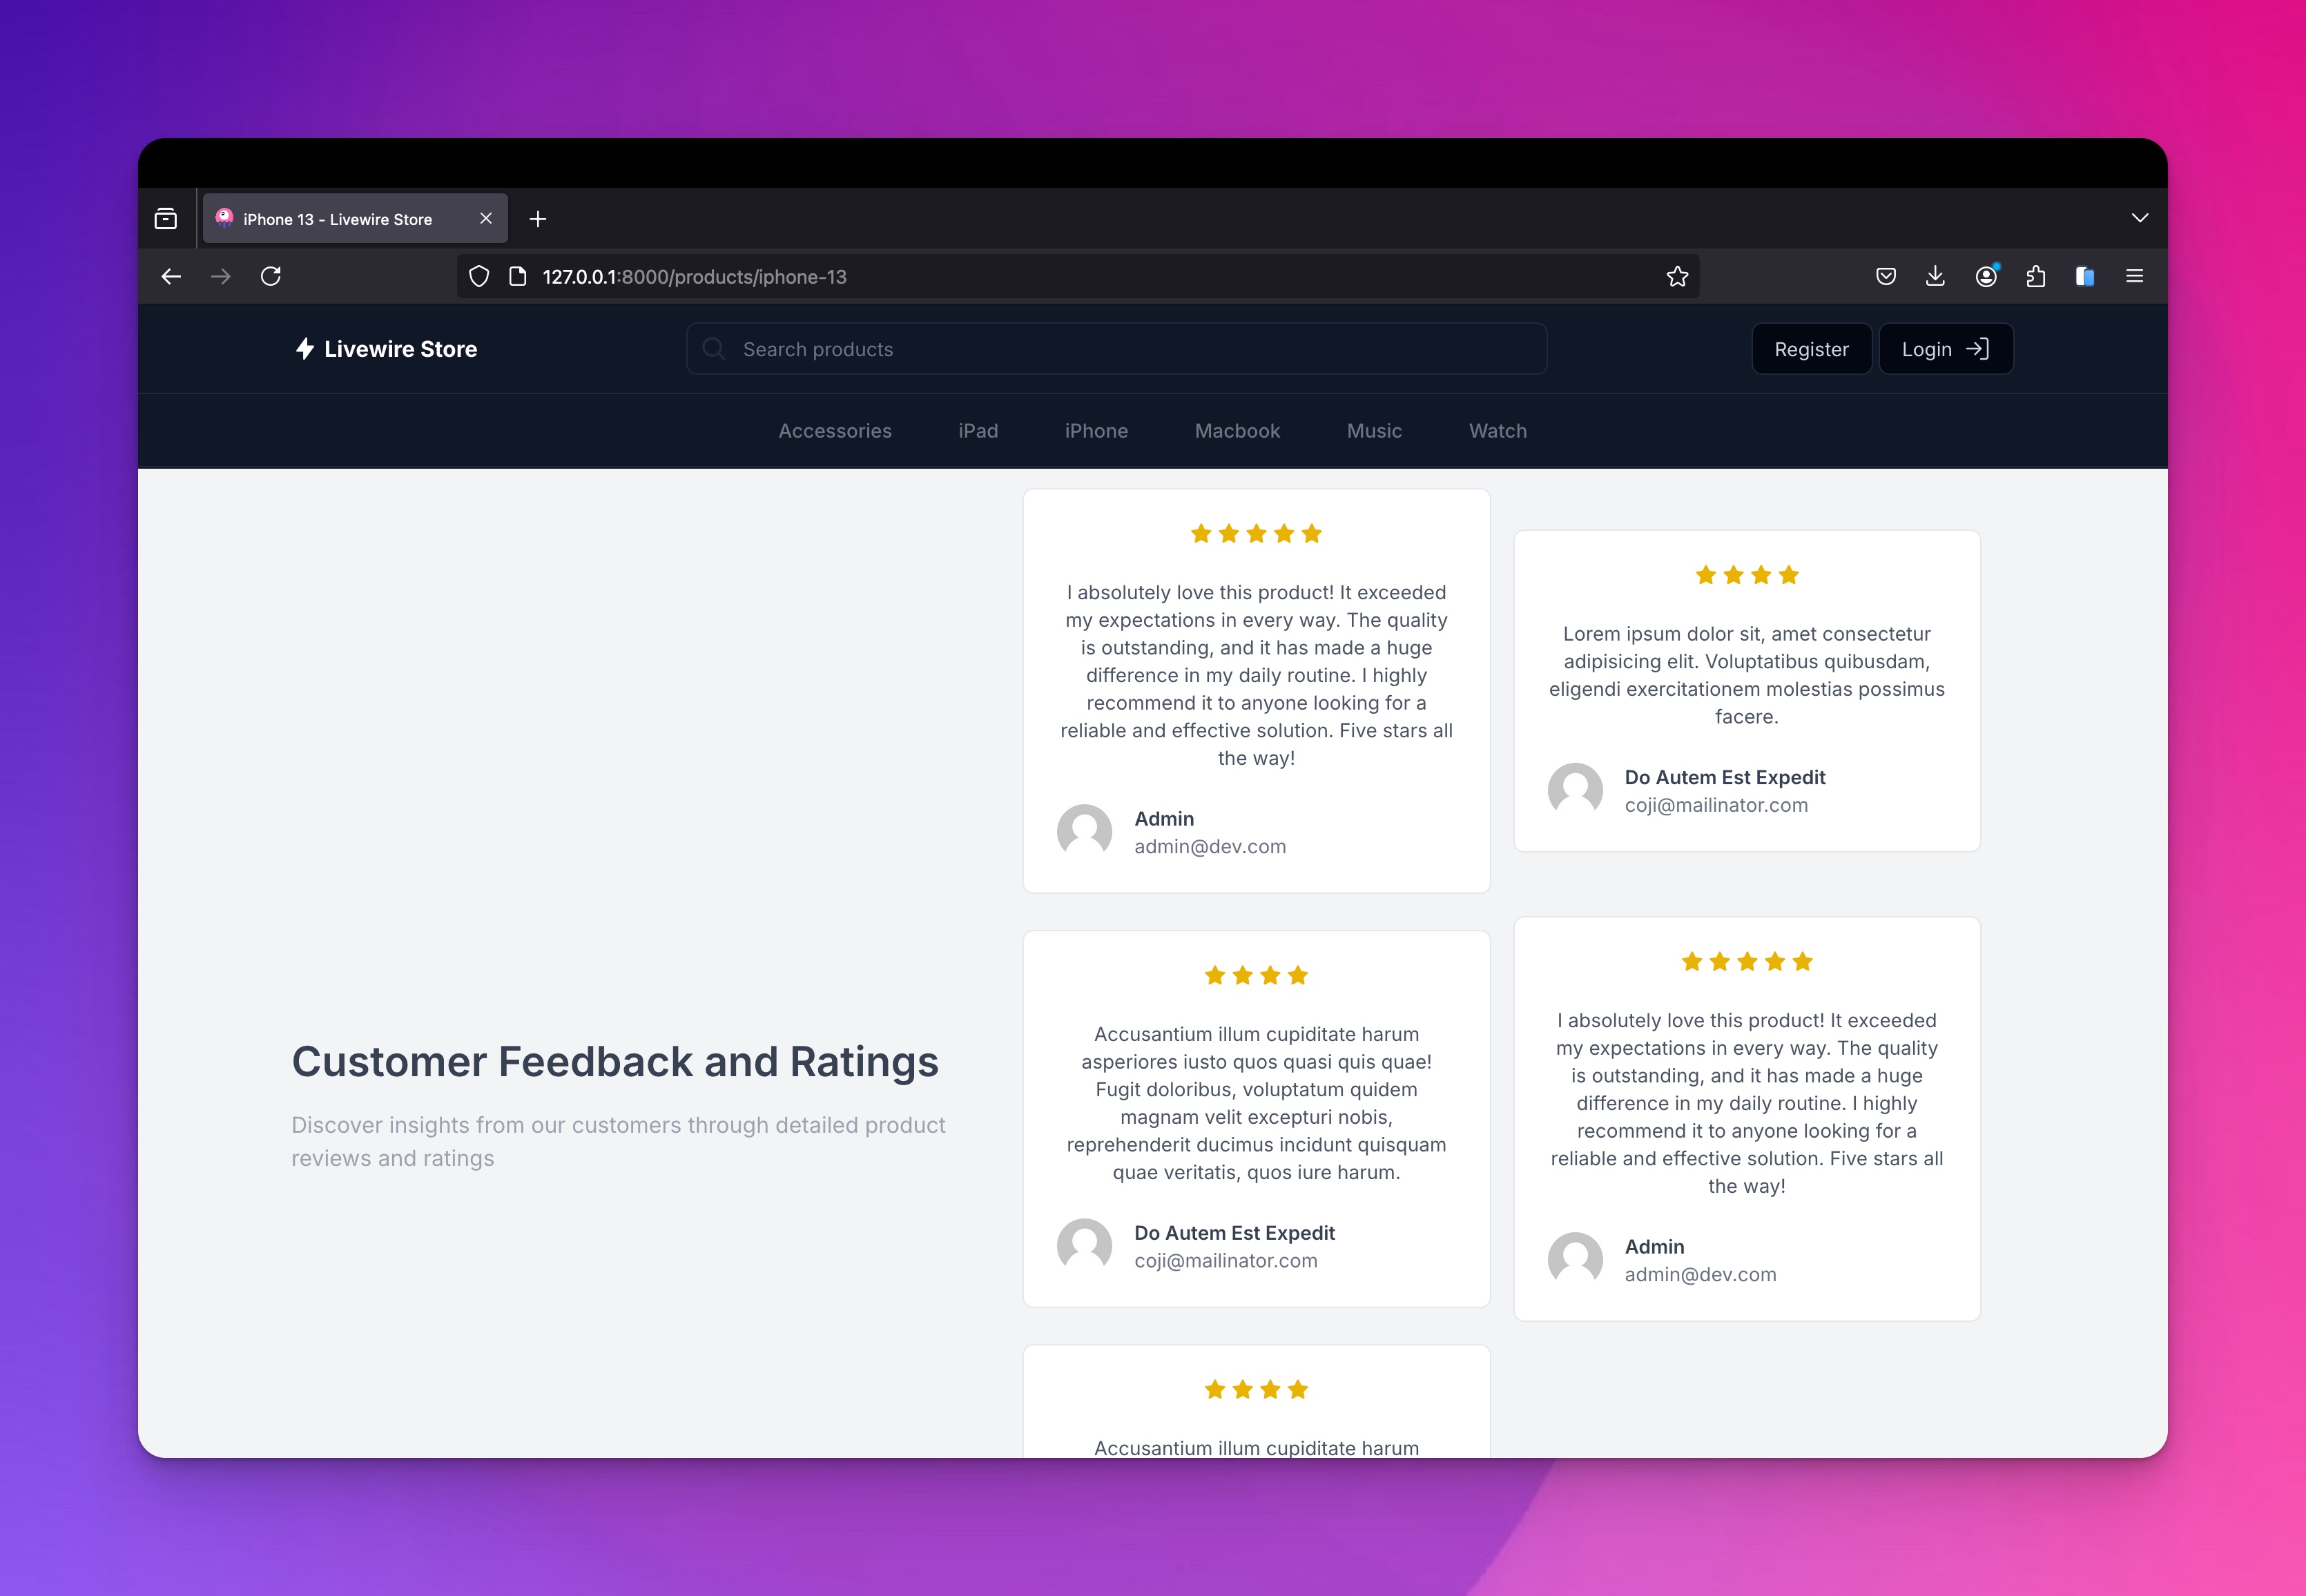 iPhone 13 - Livewire Store
127.0.0.1:8000/products/iphone-13
Livewire Store
Search products
Register
Login
Accessories
iPad
iPhone
Macbook
Music
Watch
Customer Feedback and Ratings
Discover insights from our customers through detailed product
reviews and ratings
I absolutely love this product! It exceeded
my expectations in every way. The quality
is outstanding, and it has made a huge
difference in my daily routine. I highly
recommend it to anyone looking for a
reliable and effective solution. Five stars all
the way!
Admin
admin@dev.com
Accusantium illum cupiditate harum
asperiores iusto quos quasi quis quae!
Fugit doloribus, voluptatum quidem
magnam velit excepturi nobis,
reprehenderit ducimus incidunt quisquam
quae veritatis, quos iure harum.
Do Autem Est Expedit
coji@mailinator.com
Accusantium illum cupiditate harum
Lorem ipsum dolor sit, amet consectetur
adipisicing elit. Voluptatibus quibusdam,
eligendi exercitationem molestias possimus
facere.
Do Autem Est Expedit
coji@mailinator.com
I absolutely love this product! It exceeded
my expectations in every way. The quality
is outstanding, and it has made a huge
difference in my daily routine. I highly
recommend it to anyone looking for a
reliable and effective solution. Five stars all
the way!
Admin
admin@dev.com